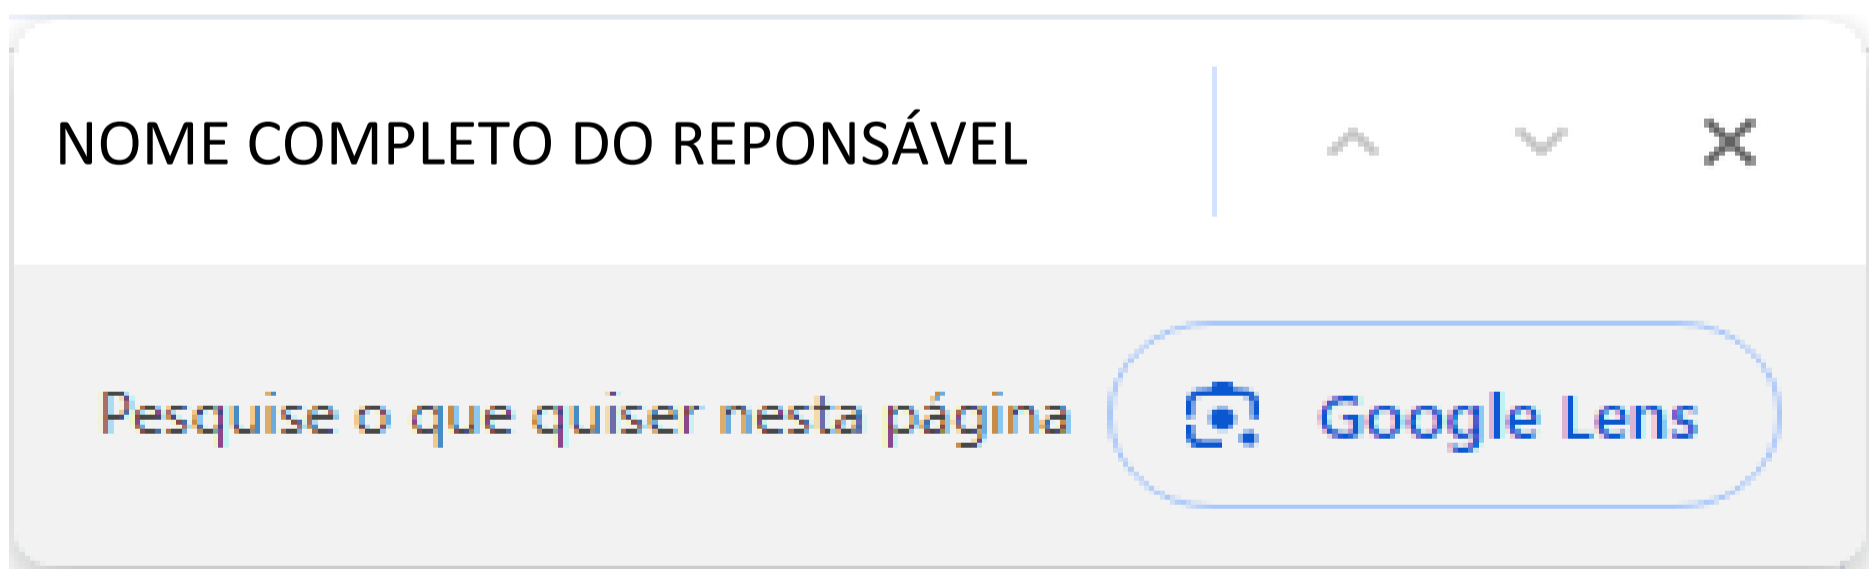 NOME COMPLETO DO REPONSÁVEL
Pesquise o que quiser nesta página Google Lens